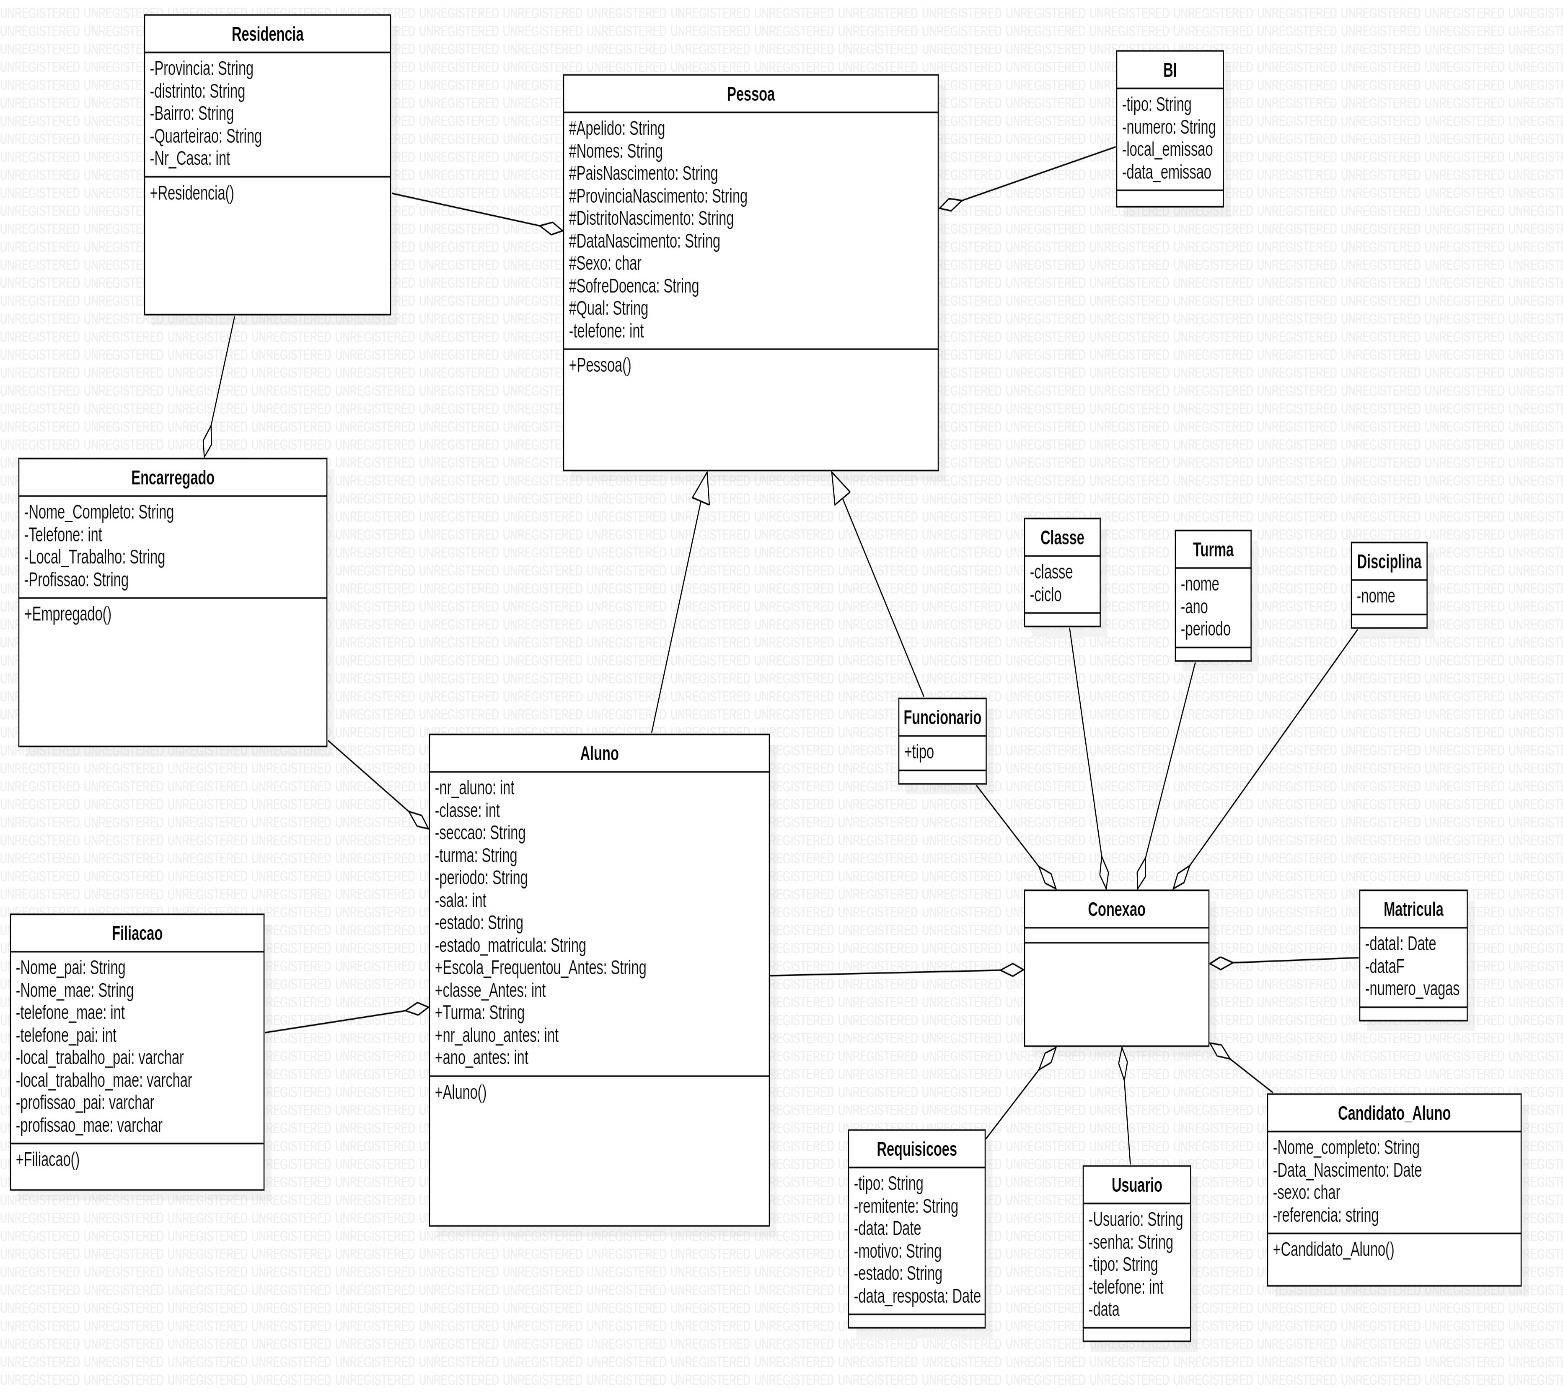 Residencia
-Provincia: String
-distrinto: String
-Bairro: String
-Quarteirao: String
-Nr_Casa: int
+Residencia()
Pessoa
#Apelido: String
#Nomes: String
#PaisNascimento: String
#ProvinciaNascimento: String
#DistritoNascimento: String
#DataNascimento: String
#Sexo: char
#SofreDoenca: String
#Qual: String
-telefone: int
+Pessoa()
BI
-tipo: String
-numero: String
-local_emissao
-data_emissao
Encarregado
-Nome_Completo: String
-Telefone: int
-Local_Trabalho: String
-Profissao: String
+Empregado()
Classe
-classe
-ciclo
Turma
-nome
-ano
-periodo
Disciplina
-nome
Funcionario
+tipo
Aluno
-nr_aluno: int
-classe: int
-seccao: String
-turma: String
-periodo: String
-sala: int
-estado: String
-estado_matricula: String
+Escola_Frequentou_Antes: String
+classe_Antes: int
+Turma: String
+nr_aluno_antes: int
+ano_antes: int
+Aluno()
Filiacao
-Nome_pai: String
-Nome_mae: String
-telefone_mae: int
-telefone_pai: int
-local_trabalho_pai: varchar
-local_trabalho_mae: varchar
-profissao_pai: varchar
-profissao_mae: varchar
+Filiacao()
Conexao
Matricula
-dataI: Date
-dataF
-numero_vagas
Requisicoes
-tipo: String
-remitente: String
-data: Date
-motivo: String
-estado: String
-data_resposta: Date
Usuario
-Usuario: String
-senha: String
-tipo: String
-telefone: int
-data
Candidato_Aluno
-Nome_completo: String
-Data_Nascimento: Date
-sexo: char
-referencia: string
+Candidato_Aluno()
UNREGISTERED